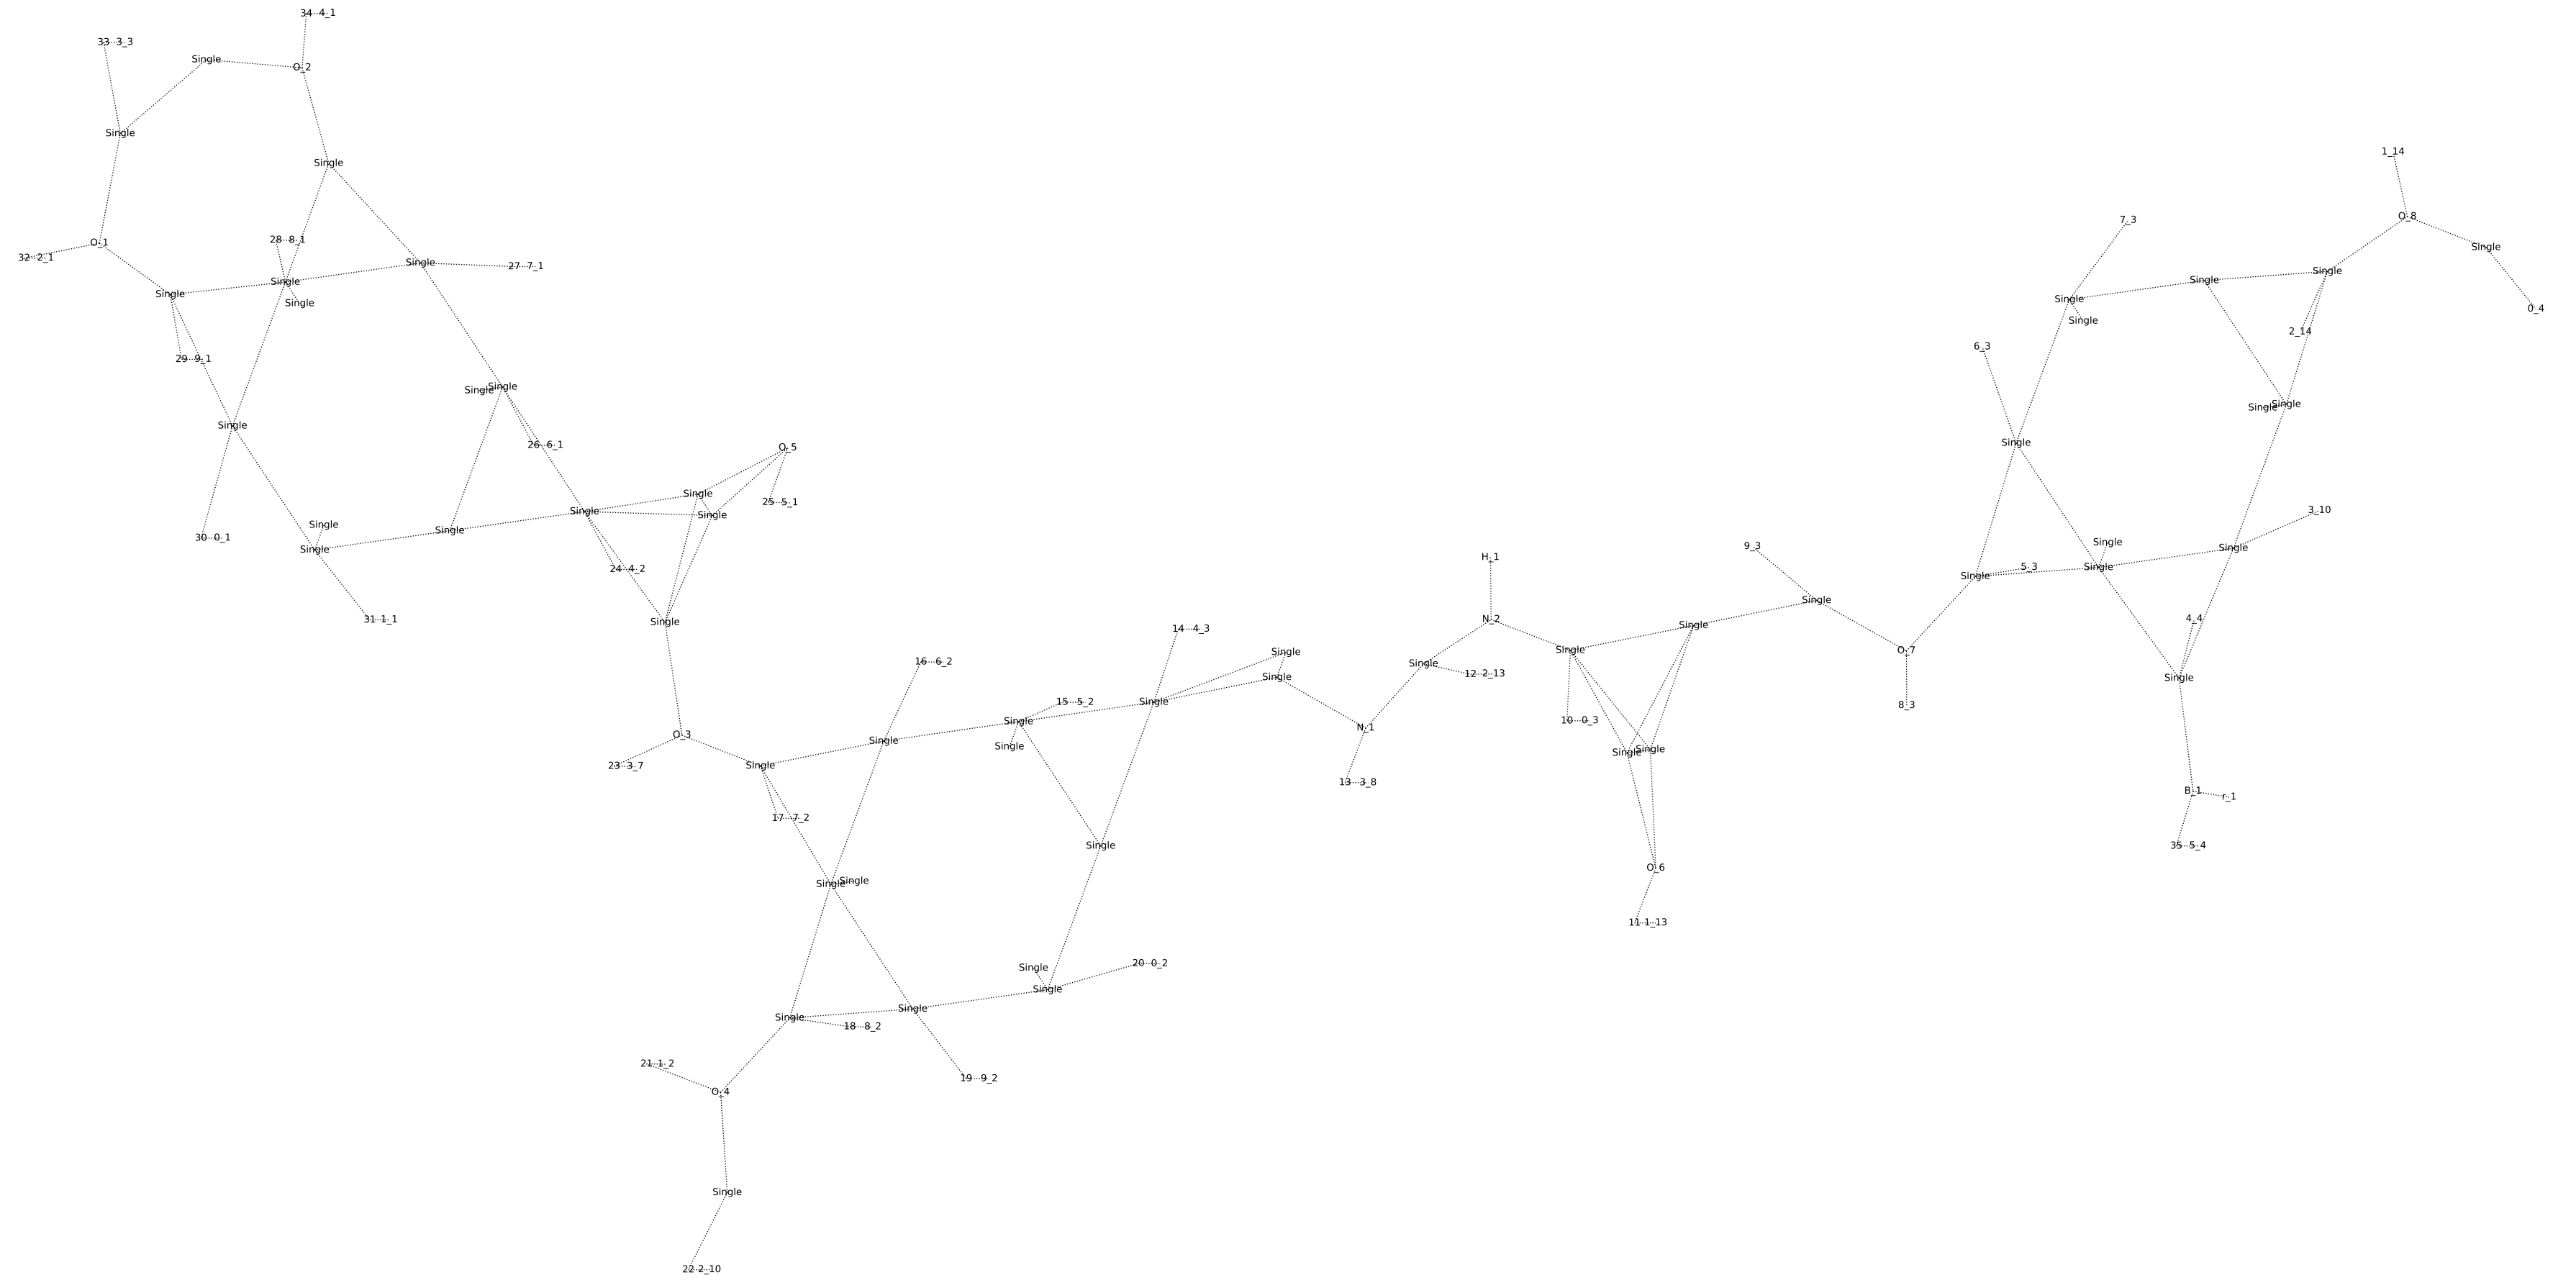 34 4_1
33 3_3
Single
O_2
Single
1_14
Single
O_8
7_3
28 8_1
O_1
Single
32 2_1
Single
27 7_1
Single
Single
Single
Single
Single
Single
0_4
Single
2_14
6_3
29 9_1
Single
Single
Single
Single
Single
26 6_1
Single
O_5
Single
25 5_1
3_10
Single
Single
Single
Single
Single
30 0_1
Single
Single
9_3
Single
H_1
Single
5_3
24 4_2
Single
Single
4_4
31 1_1
N_2
Single
Single
14 4_3
Single
O_7
Single
16 6_2
Single
Single
Single
15 5_2
Single
8_3
Single
N_1
O_3
Single
Single
Single
Single
23 3_7
Single
12 2_13
10 0_3
13 3_8
B_1
r_1
17 7_2
Single
35 5_4
O_6
Single
Single
11 1_13
20 0_2
Single
Single
Single
Single
18 8_2
21 1_2
19 9_2
O_4
Single
22 2_10